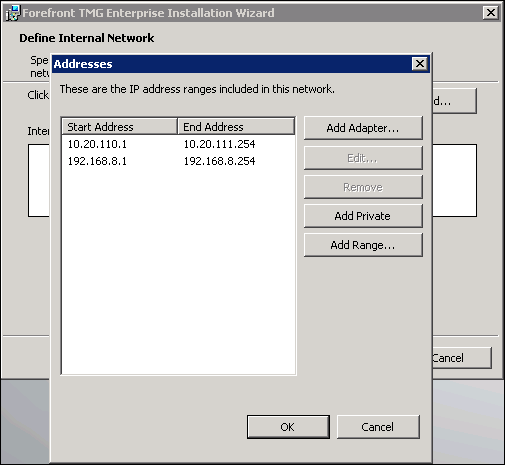 Forefront TMG Enterprise Installation Wizard
Define Internal Network
Spe
netw
Click
d...
Inter
Cancel
Addresses
These are the IP address ranges included in this network.
Start Address End Address
10.20.110.1 10.20.111.254
192.168.8.1 192.168.8.254
Add Adapter...
Edit...
Remove
Add Private
Add Range...
OK Cancel